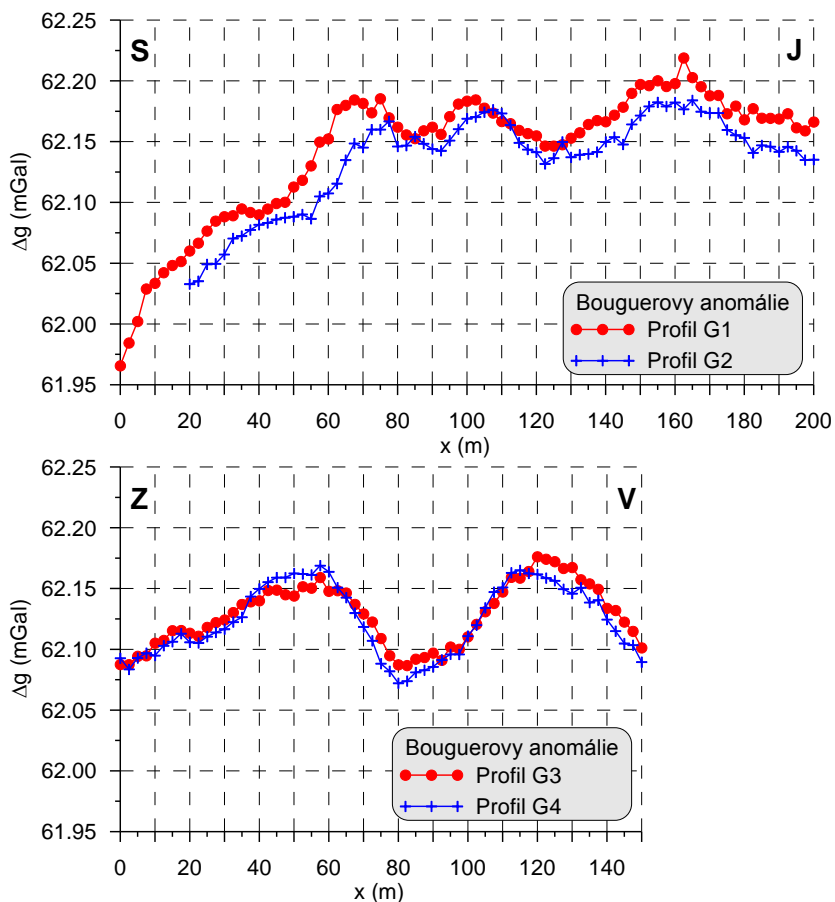 62.25
62.20
62.15
62.10
62.05
62.00
61.95
Δg (mGal)
S
J
Bouguerovy anomálie
Profil G1
Profil G2
0 20 40 60 80 100 120 140 160 180 200
x (m)
62.25
62.20
62.15
62.10
62.05
62.00
61.95
Δg (mGal)
Z
V
Bouguerovy anomálie
Profil G3
Profil G4
0 20 40 60 80 100 120 140
x (m)